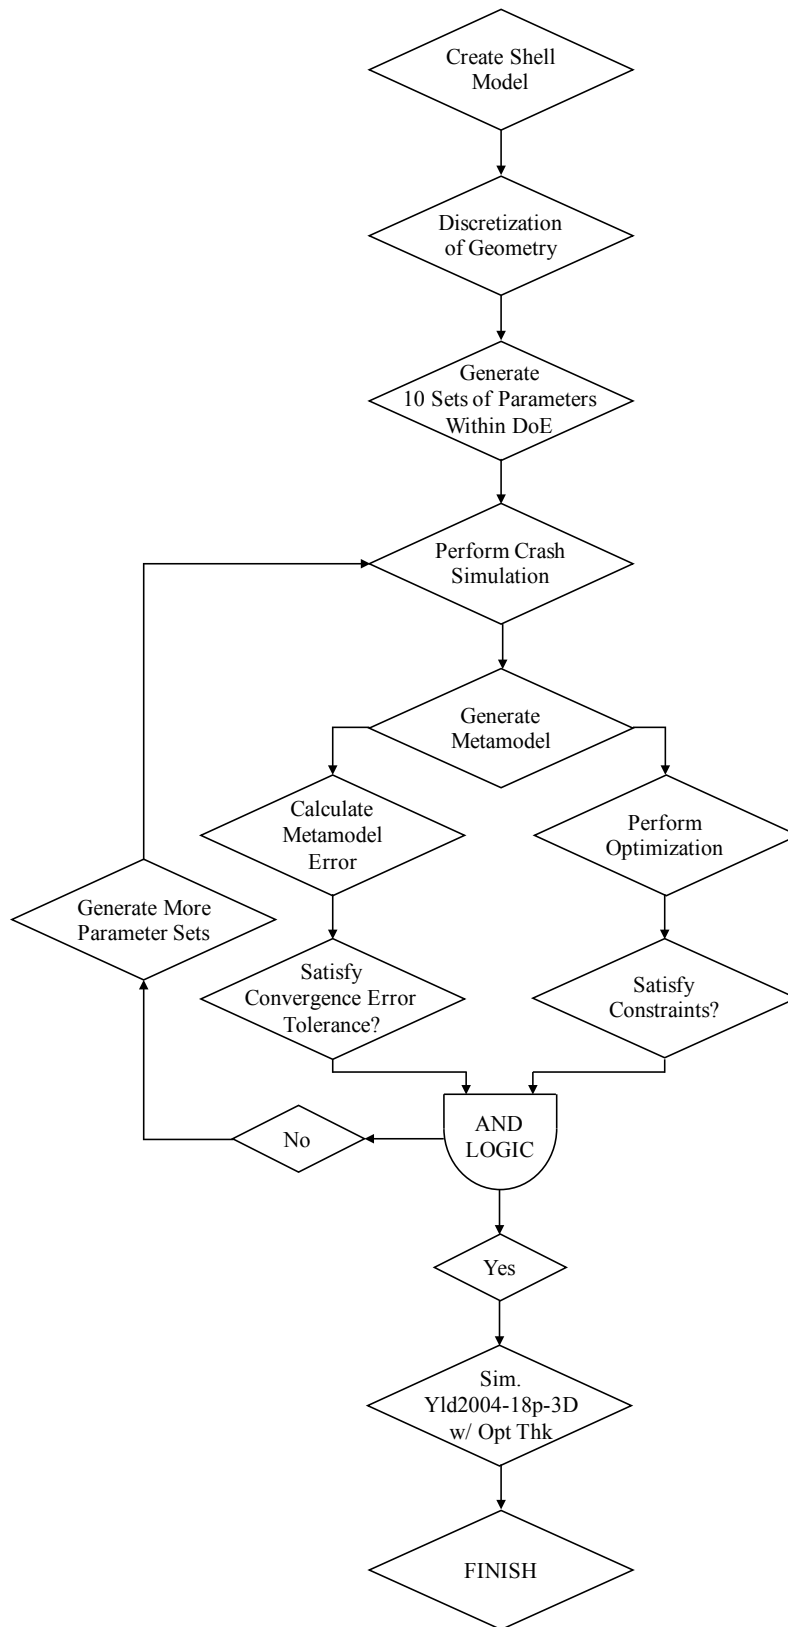 Create Shell
Model
Discretization
of Geometry
Generate
10 Sets of Parameters
Within DoE
Perform Crash
Simulation
Generate
Metamodel
Calculate
Metamodel
Error
Perform
Optimization
Generate More
Parameter Sets
Satisfy
Convergence Error
Tolerance?
Satisfy
Constraints?
AND
LOGIC
No
Yes
Sim.
Yld2004-18p-3D
w/ Opt Thk
FINISH